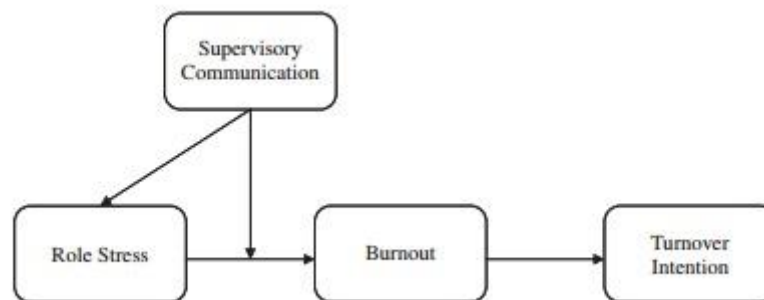 Supervisory
Communication
Role Stress
Burnout
Turnover
Intention